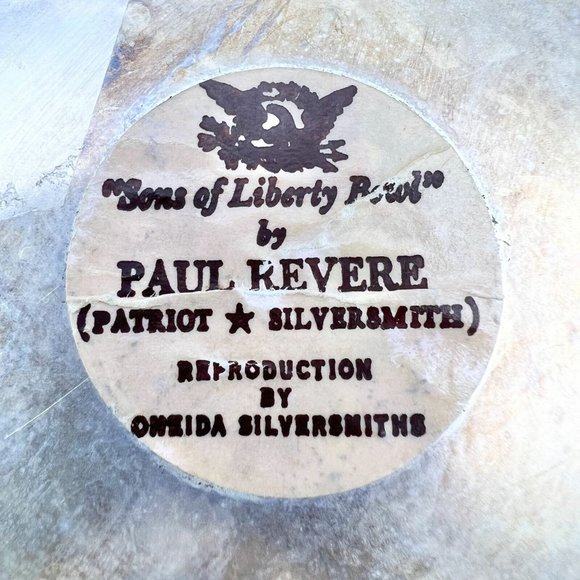 "Sons of Liberty Bowl"
by
PAUL REVERE
(PATRIOT ★ SILVERSMITH)
REPRODUCTION
BY
ONEIDA SILVERSMITHS